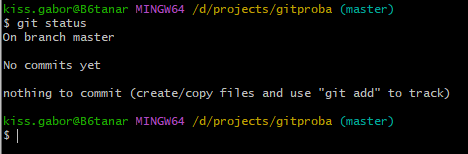 kiss.gabor@B6tanar MINGW64 /d/projects/gitproba (master)
$ git status
On branch master
No commits yet
nothing to commit (create/copy files and use "git add" to track)
kiss.gabor@B6tanar MINGW64 /d/projects/gitproba (master)
$